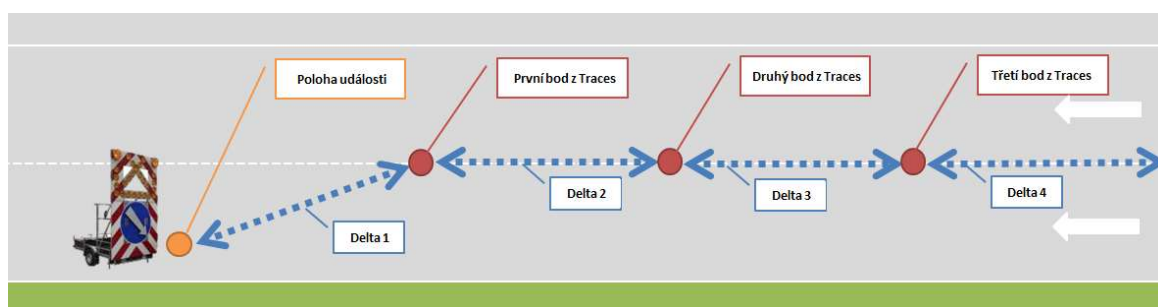 Poloha události
První bod z Traces
Druhý bod z Traces
Třetí bod z Traces
Delta 1
Delta 2
Delta 3
Delta 4